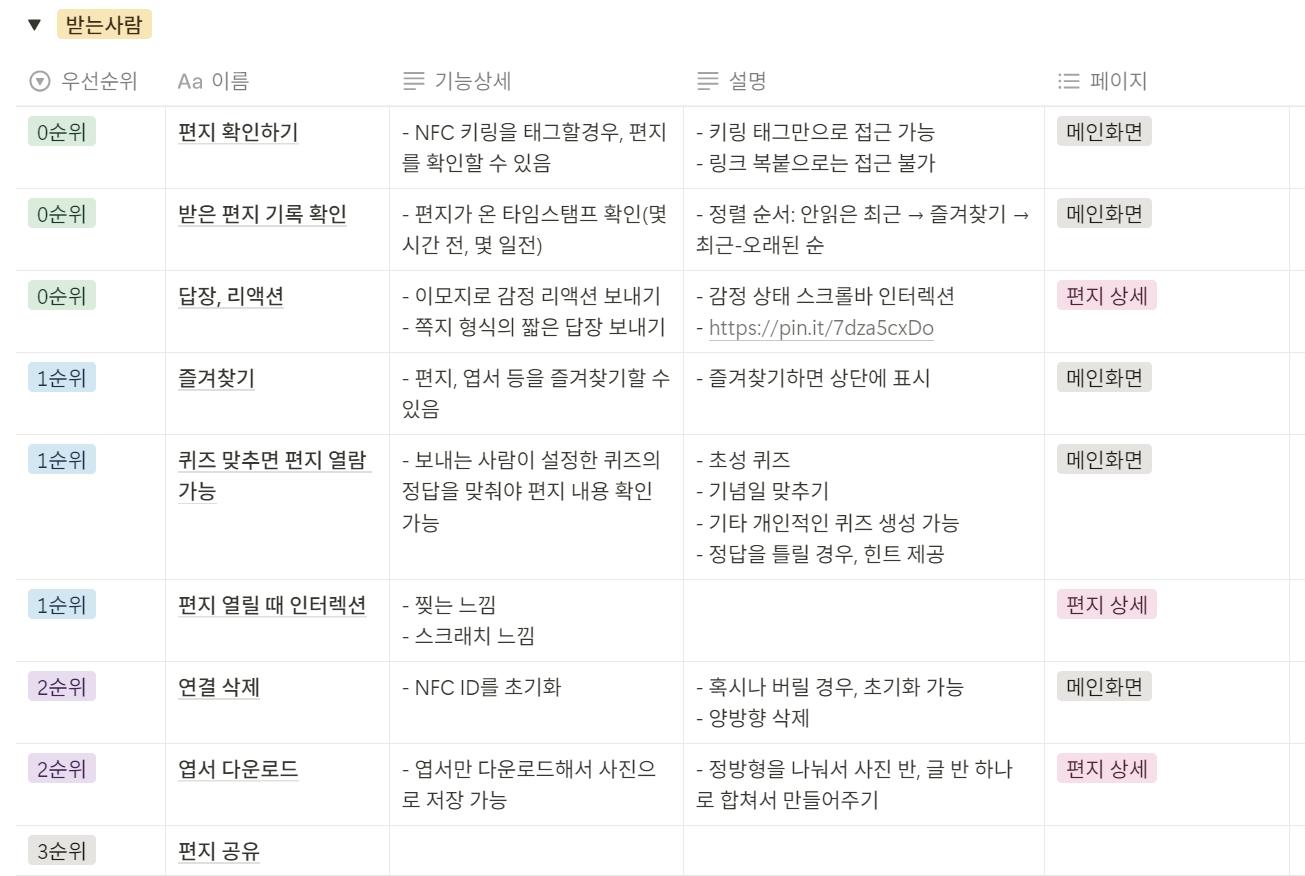 받는사람
우선순위 Aa 이름 기능상세 설명 페이지
0순위
편지 확인하기
- NFC 키링을 태그할경우, 편지
를 확인할 수 있음
- 키링 태그만으로 접근 가능
- 링크 복붙으로는 접근 불가
메인화면
0순위
받은 편지 기록 확인
- 편지가 온 타임스탬프 확인(몇
시간 전, 몇 일전)
- 정렬 순서: 안읽은 최근 → 즐겨찾기 →
최근-오래된 순
메인화면
0순위
답장, 리액션
- 이모지로 감정 리액션 보내기
- 쪽지 형식의 짧은 답장 보내기
- 감정 상태 스크롤바 인터렉션
- https://pin.it/7dza5cxDo
편지 상세
1순위
즐겨찾기
- 편지, 엽서 등을 즐겨찾기할 수
있음
- 즐겨찾기하면 상단에 표시
메인화면
1순위
퀴즈 맞추면 편지 열람
가능
- 보내는 사람이 설정한 퀴즈의
정답을 맞춰야 편지 내용 확인
가능
- 초성 퀴즈
- 기념일 맞추기
- 기타 개인적인 퀴즈 생성 가능
- 정답을 틀릴 경우, 힌트 제공
메인화면
1순위
편지 열릴 때 인터렉션
- 찢는 느낌
- 스크래치 느낌
편지 상세
2순위
연결 삭제
- NFC ID를 초기화
- 혹시나 버릴 경우, 초기화 가능
- 양방향 삭제
메인화면
2순위
엽서 다운로드
- 엽서만 다운로드해서 사진으
로 저장 가능
- 정방형을 나눠서 사진 반, 글 반 하나
로 합쳐서 만들어주기
편지 상세
3순위
편지 공유